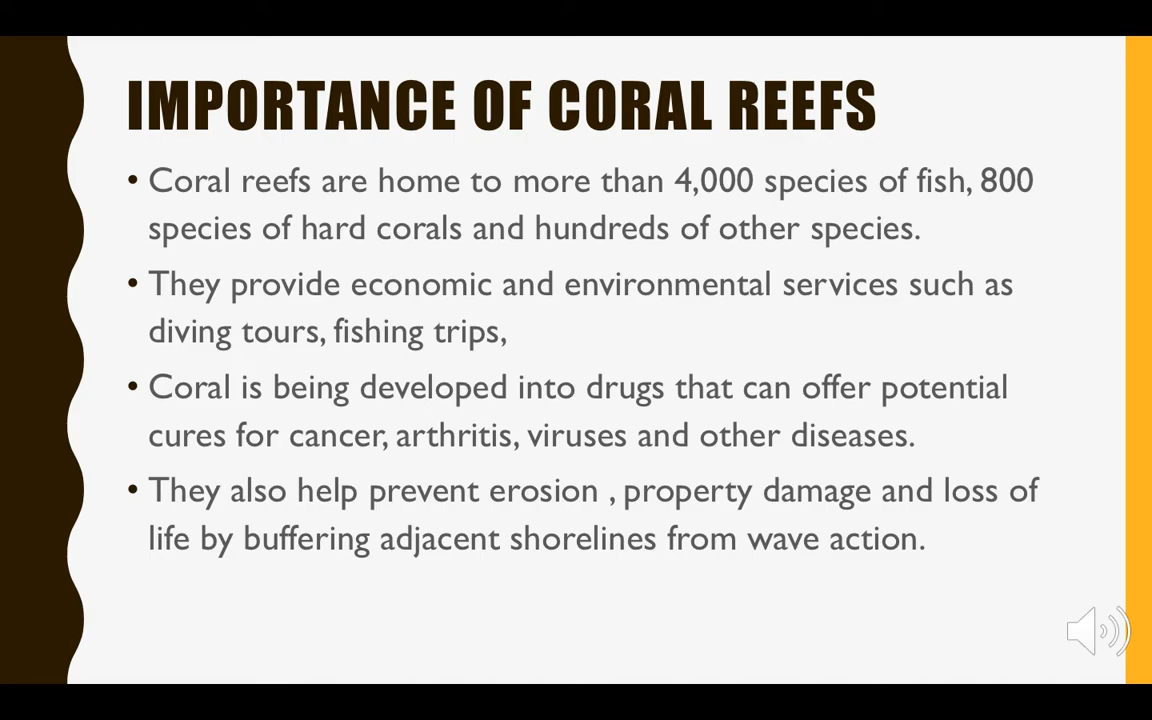 IMPORTANCE OF CORAL REEFS
• Coral reefs are home to more than 4,000 species of fish, 800
species of hard corals and hundreds of other species.
• They provide economic and environmental services such as
diving tours, fishing trips,
• Coral is being developed into drugs that can offer potential
cures for cancer, arthritis, viruses and other diseases.
• They also help prevent erosion , property damage and loss of
life by buffering adjacent shorelines from wave action.